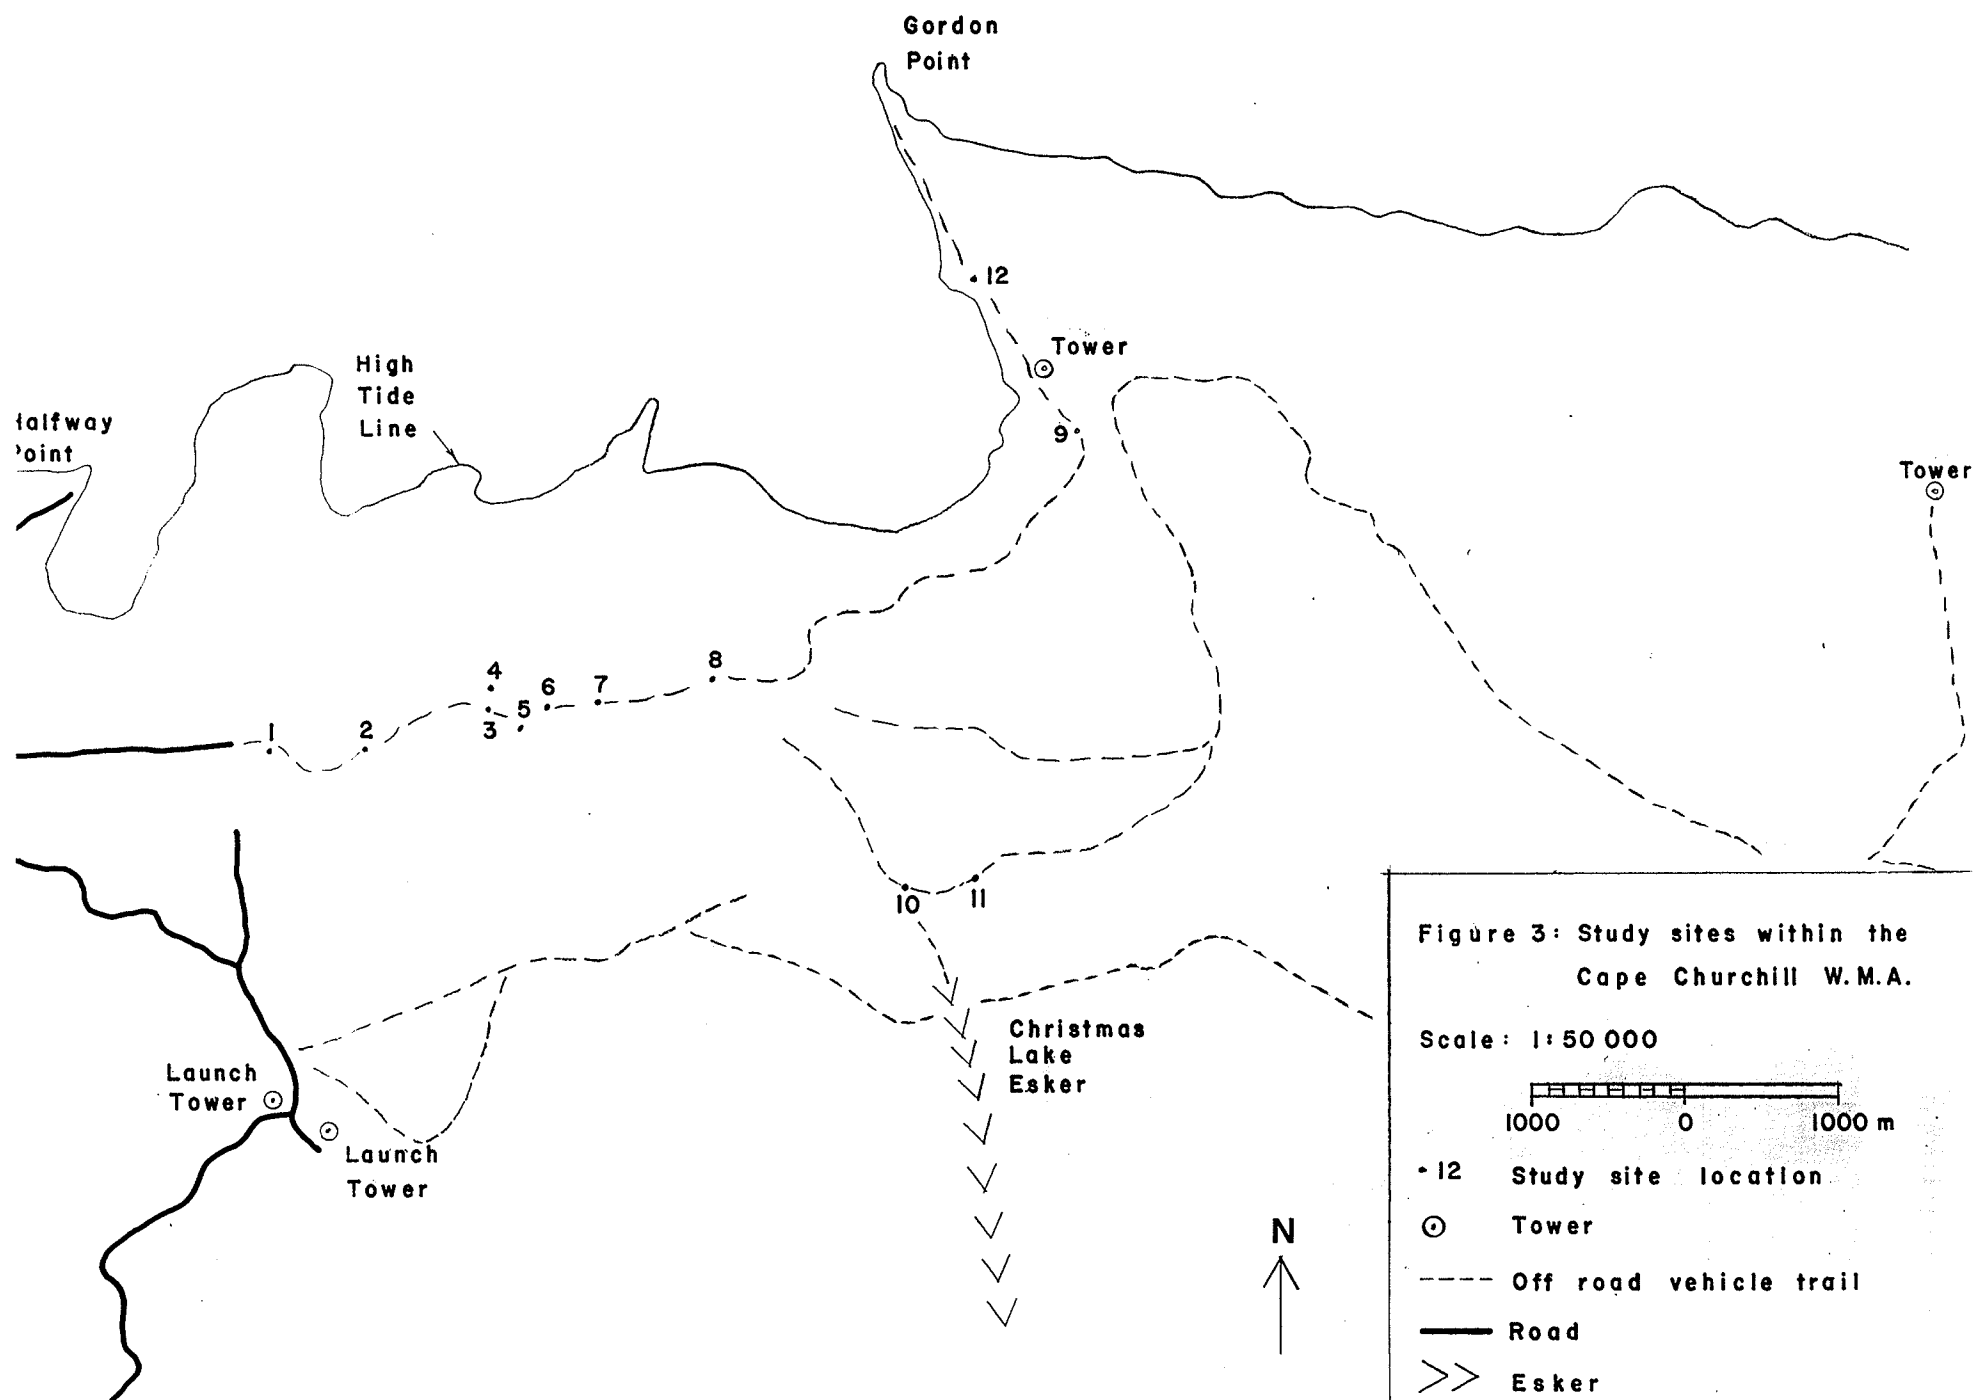 Gordon
Point
12
Tower
High
Tide
Line
Halfway
Point
9
Tower
4
3
5
6
7
8
1
2
10
11
Christmas
Lake
Esker
Launch
Tower
Launch
Tower
N
Figure 3: Study sites within the
Cape Churchill W.M.A.
Scale: 1:50 000
1000 0 1000 m
12 Study site location
Tower
Off road vehicle trail
Road
Esker